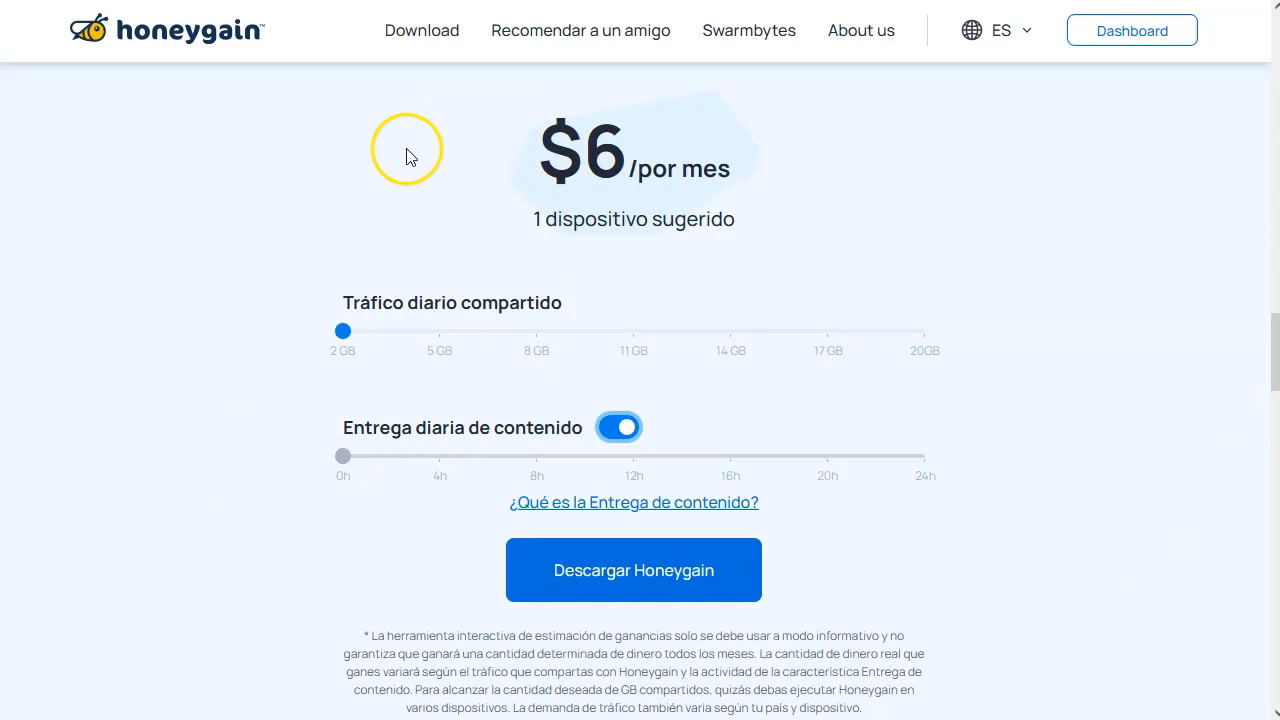 honeygain™
Download
Recomendar a un amigo
Swarmbytes
About us
ES
Dashboard
$6/por mes
1 dispositivo sugerido
Tráfico diario compartido
2 GB 5 GB 8 GB 11 GB 14 GB 17 GB 20GB
Entrega diaria de contenido
0h 4h 8h 12h 16h 20h 24h
¿Qué es la Entrega de contenido?
Descargar Honeygain
* La herramienta interactiva de estimación de ganancias solo se debe usar a modo informativo y no
garantiza que ganará una cantidad determinada de dinero todos los meses. La cantidad de dinero real que
ganes variará según el tráfico que compartas con Honeygain y la actividad de la característica Entrega de
contenido. Para alcanzar la cantidad deseada de GB compartidos, quizás debas ejecutar Honeygain en
varios dispositivos. La demanda de tráfico también varia según tu país y dispositivo.